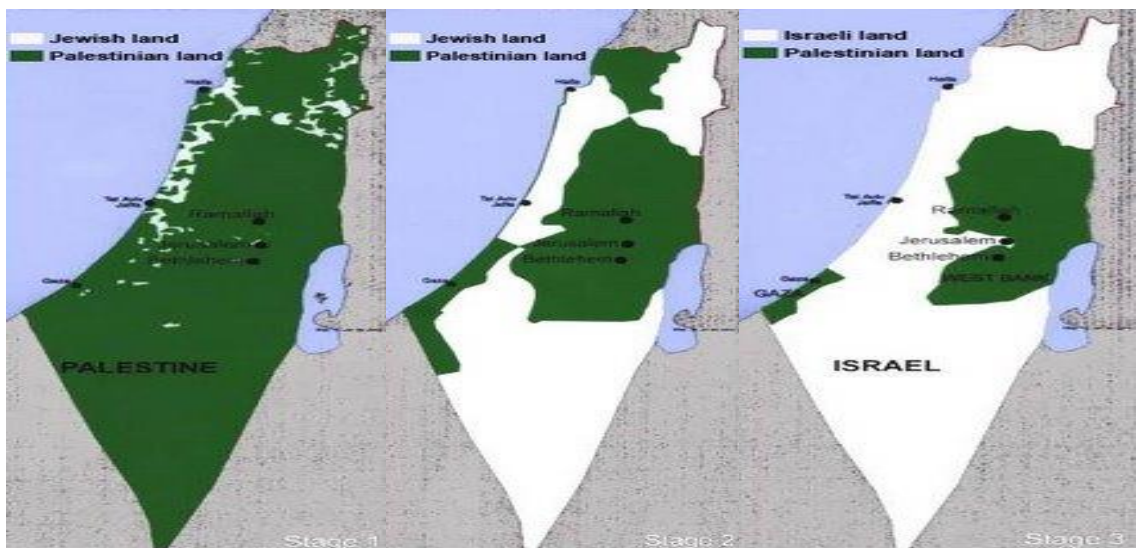 Jewish land
Palestinian land
Haifa
Tel Aviv
Jaffa
Ramallah
Jerusalem
Bethlehem
Gaza
PALESTINE
Stage 1
Jewish land
Palestinian land
Haifa
Tel Aviv
Jaffa
Ramallah
Jerusalem
Bethlehem
Gaza
Stage 2
Israeli land
Palestinian land
Haifa
Tel Aviv
Jaffa
Ramallah
Jerusalem
Bethlehem
WEST BANK
Gaza
GAZA
ISRAEL
Stage 3